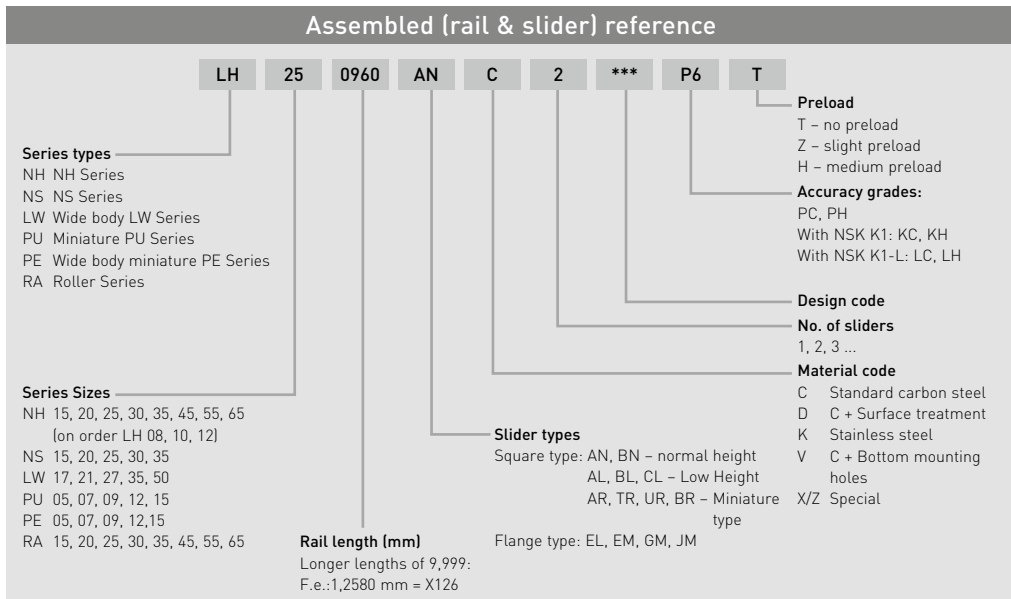 Assembled (rail & slider) reference
LH 25 0960 AN C 2 *** P6 T
Preload
T – no preload
Z – slight preload
H – medium preload
Accuracy grades:
PC, PH
With NSK K1: KC, KH
With NSK K1-L: LC, LH
Design code
No. of sliders
1, 2, 3 ...
Material code
C Standard carbon steel
D C + Surface treatment
K Stainless steel
V C + Bottom mounting
holes
X/Z Special
Series types
NH NH Series
NS NS Series
LW Wide body LW Series
PU Miniature PU Series
PE Wide body miniature PE Series
RA Roller Series
Series Sizes
NH 15, 20, 25, 30, 35, 45, 55, 65
(on order LH 08, 10, 12)
NS 15, 20, 25, 30, 35
LW 17, 21, 27, 35, 50
PU 05, 07, 09, 12, 15
PE 05, 07, 09, 12,15
RA 15, 20, 25, 30, 35, 45, 55, 65
Slider types
Square type: AN, BN – normal height
AL, BL, CL – Low Height
AR, TR, UR, BR – Miniature
type
Flange type: EL, EM, GM, JM
Rail length (mm)
Longer lengths of 9,999:
F.e.:1,2580 mm = X126